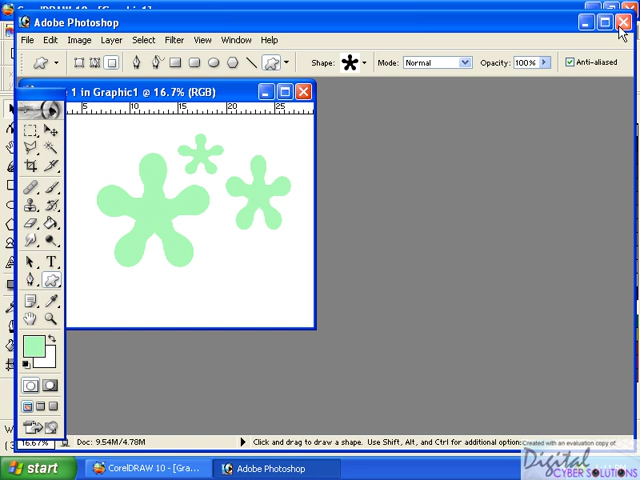 CorelDRAW 10 - [Graphic1]
Adobe Photoshop
File Edit Image Layer Select Filter View Window Help
Shape: Mode: Normal Opacity: 100% Anti-aliased
1 in Graphic1 @ 16.7% (RGB)
5 10 15 20 25
T
16.67% Doc: 9.54M/4.78M Click and drag to draw a shape. Use Shift, Alt, and Ctrl for additional options.
Created with an evaluation copy of
Digital
CYBER SOLUTIONS
start CorelDRAW 10 - [Gra... Adobe Photoshop